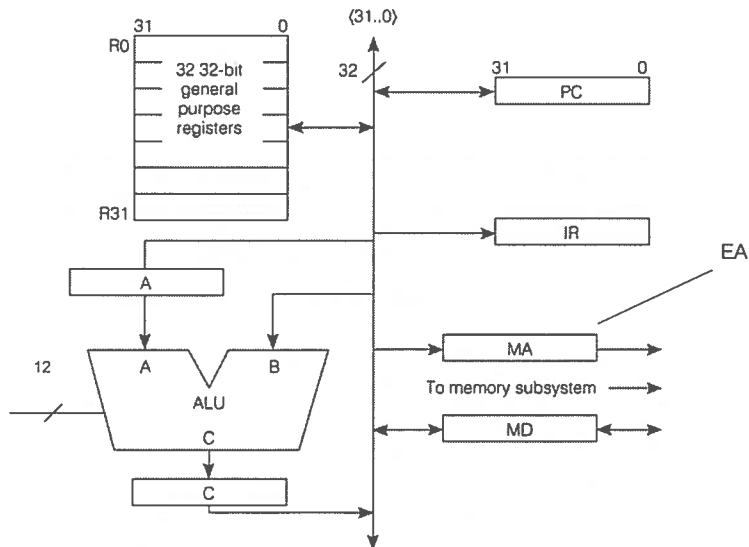 31 0
R0
32 32-bit
general
purpose
registers
R31
⟨31..0⟩
32
31 0
PC
IR
EA
A
MA
To memory subsystem
MD
12
A B
ALU
C
C